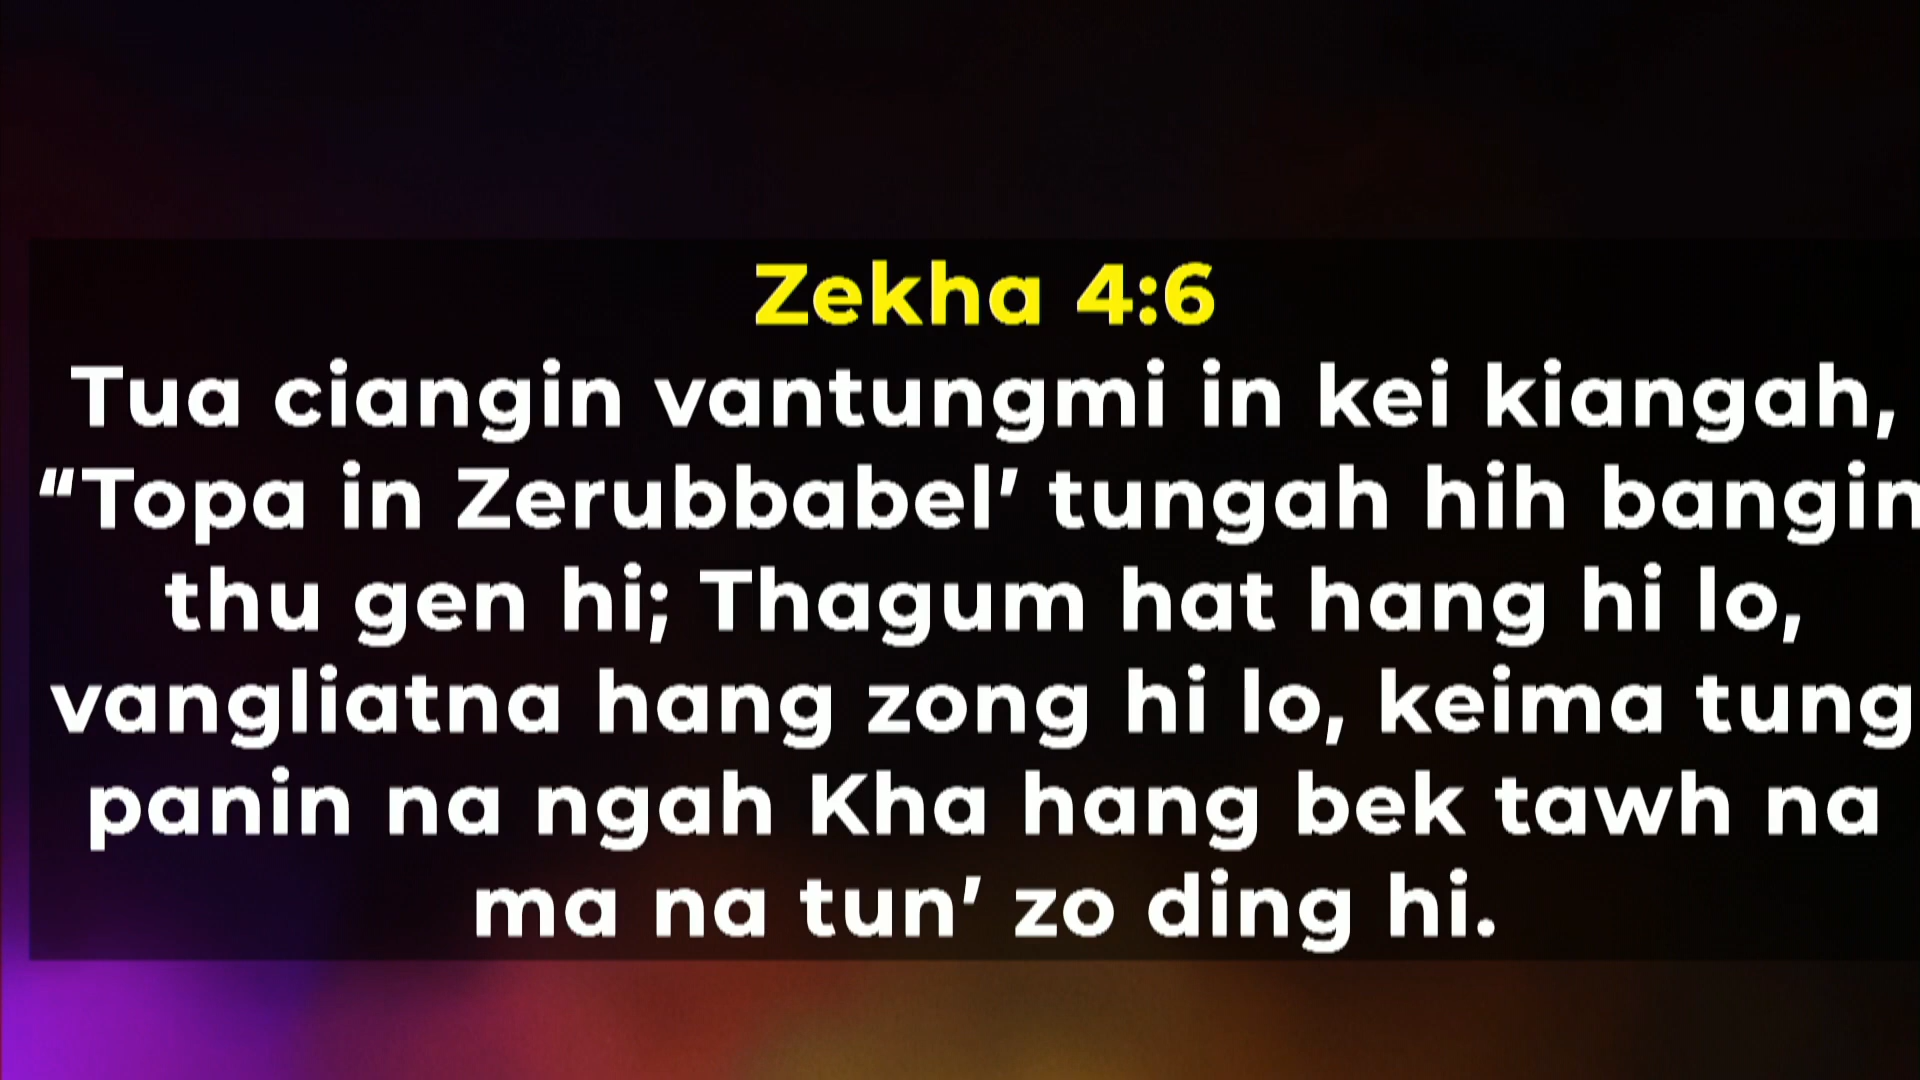 Zekha 4:6
Tua ciangin vantungmi in kei kiangah,
“Topa in Zerubbabel’ tungah hih bangin
thu gen hi; Thagum hat hang hi lo,
vangliatna hang zong hi lo, keima tung
panin na ngah Kha hang bek tawh na
ma na tun’ zo ding hi.